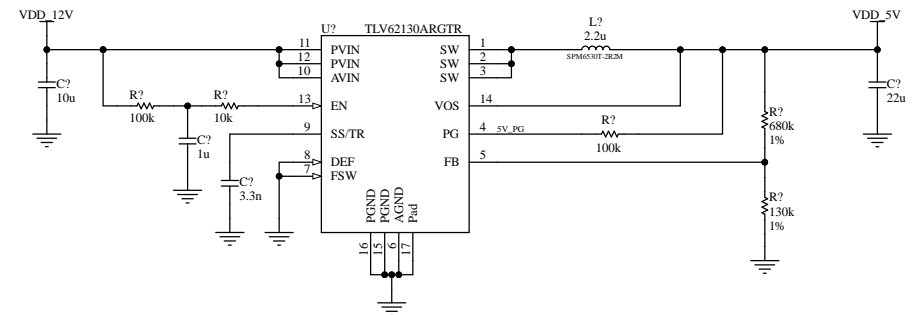 VDD_12V
VDD_5V
U?
TLV62130ARGTR
L?
2.2u
SPM6530T-2R2M
11
PVIN
SW
1
12
PVIN
SW
2
10
AVIN
SW
3
C?
10u
C?
22u
R?
100k
R?
10k
13
EN
VOS
14
C?
1u
9
SS/TR
PG
4
5V_PG
R?
100k
R?
680k
1%
8
DEF
FB
5
7
FSW
C?
3.3n
R?
130k
1%
PGND
PGND
AGND
Pad
16
15
6
17